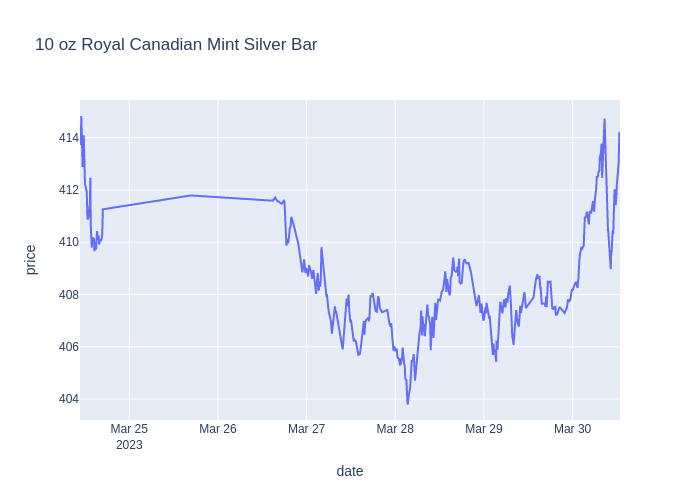 10 oz Royal Canadian Mint Silver Bar
price
414
412
410
408
406
404
Mar 25
2023
Mar 26
Mar 27
Mar 28
Mar 29
Mar 30
date